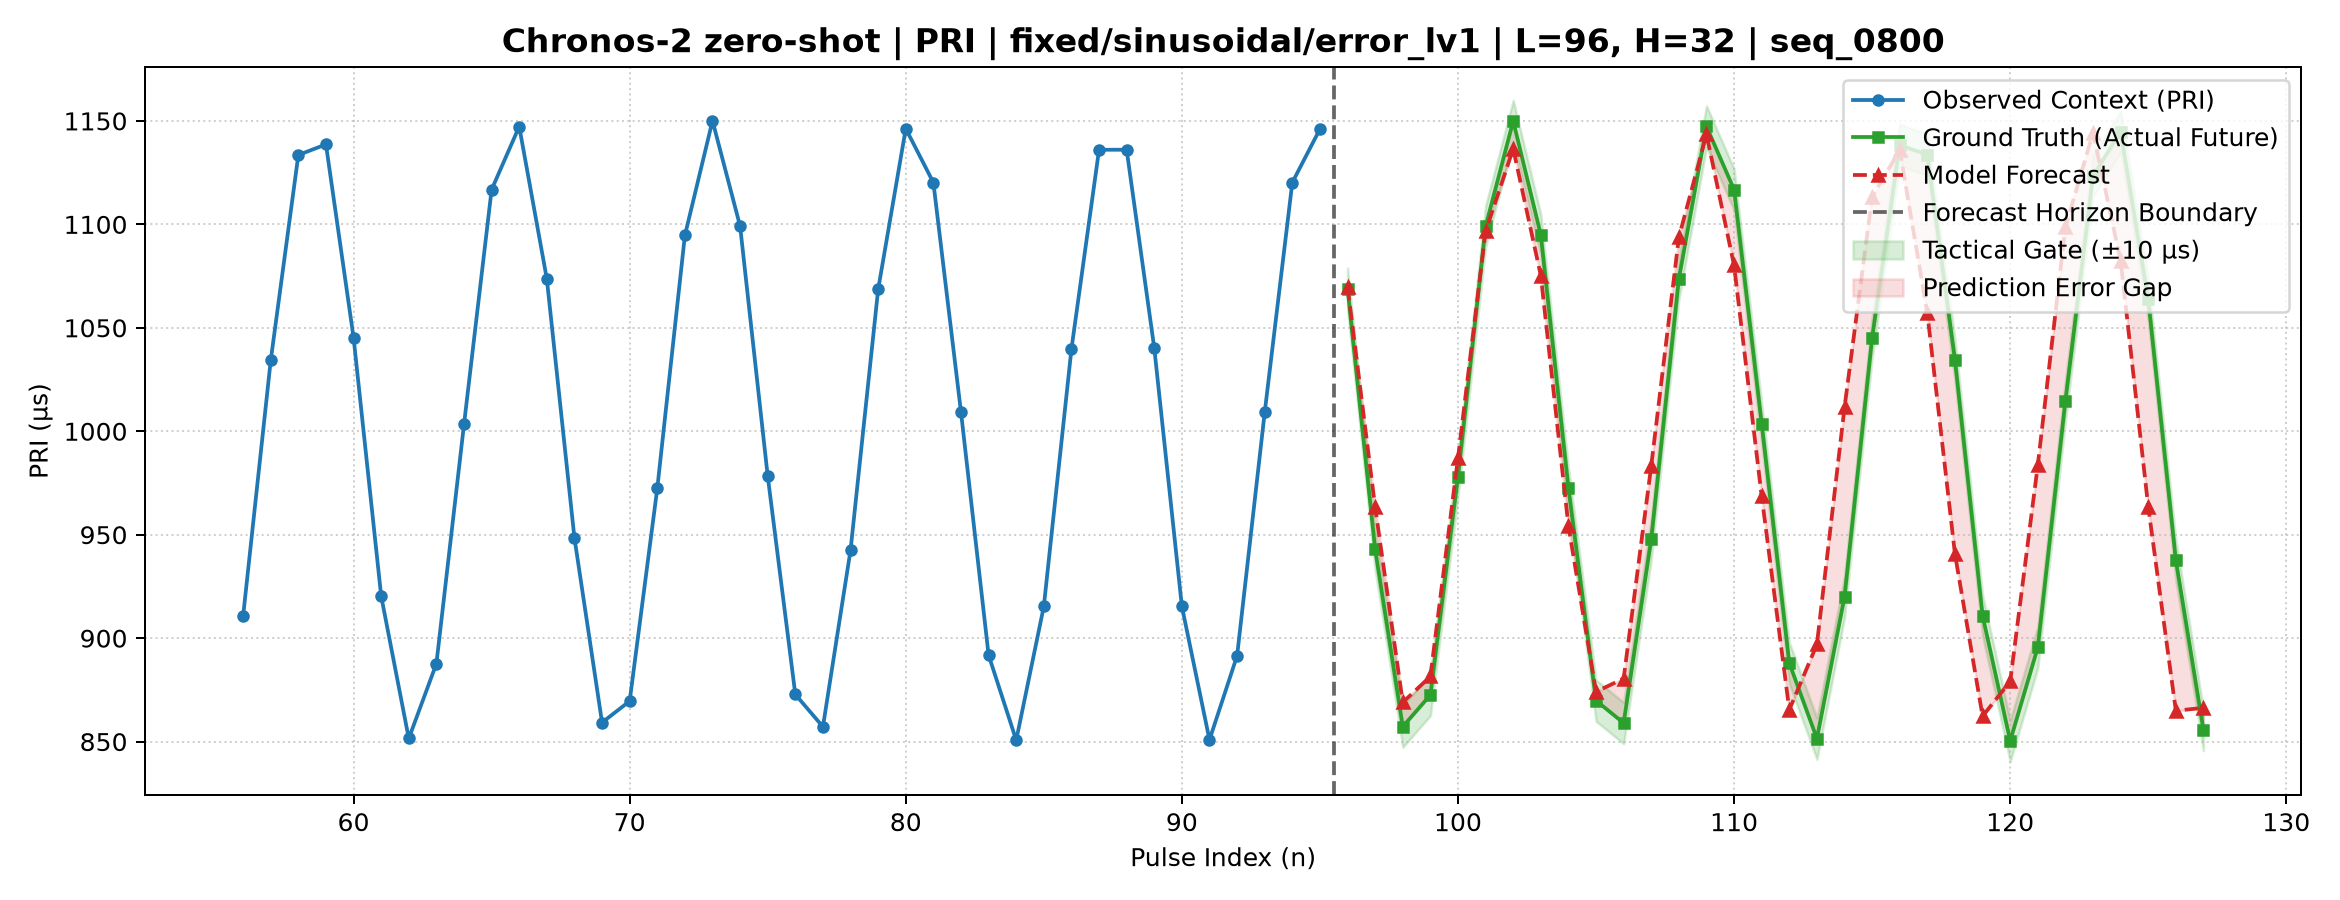 Chronos-2 zero-shot | PRI | fixed/sinusoidal/error_lv1 | L=96, H=32 | seq_0800
PRI (μs)
1150
1100
1050
1000
950
900
850
Observed Context (PRI)
Ground Truth (Actual Future)
Model Forecast
Forecast Horizon Boundary
Tactical Gate (±10 μs)
Prediction Error Gap
60
70
80
90
100
110
120
130
Pulse Index (n)